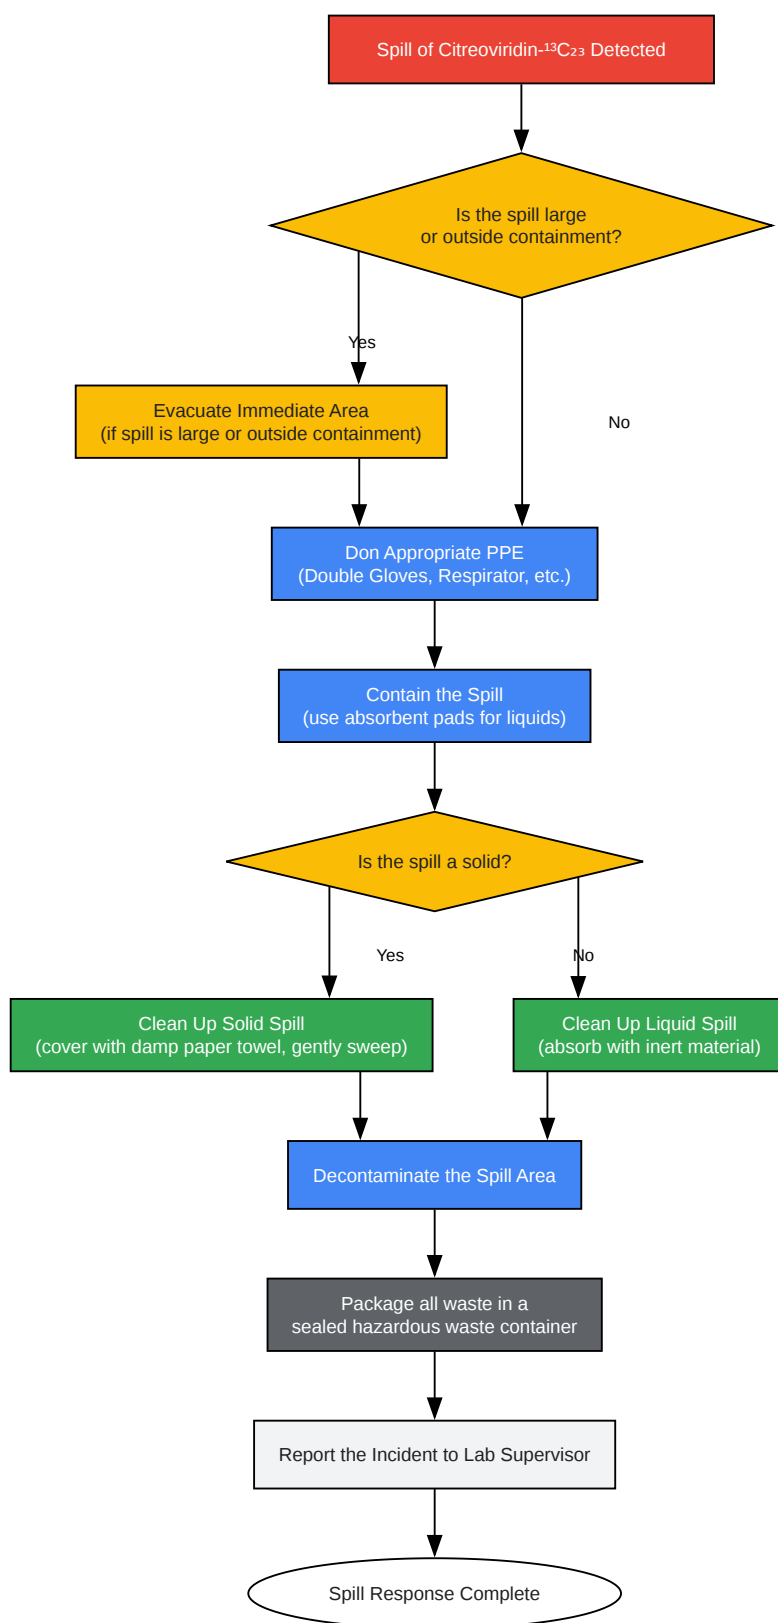 Spill of Citreoviridin-¹³C₂₃ Detected
Is the spill large
or outside containment?
Yes
Evacuate Immediate Area
(if spill is large or outside containment)
No
Don Appropriate PPE
(Double Gloves, Respirator, etc.)
Contain the Spill
(use absorbent pads for liquids)
Is the spill a solid?
Yes
No
Clean Up Solid Spill
(cover with damp paper towel, gently sweep)
Clean Up Liquid Spill
(absorb with inert material)
Decontaminate the Spill Area
Package all waste in a
sealed hazardous waste container
Report the Incident to Lab Supervisor
Spill Response Complete